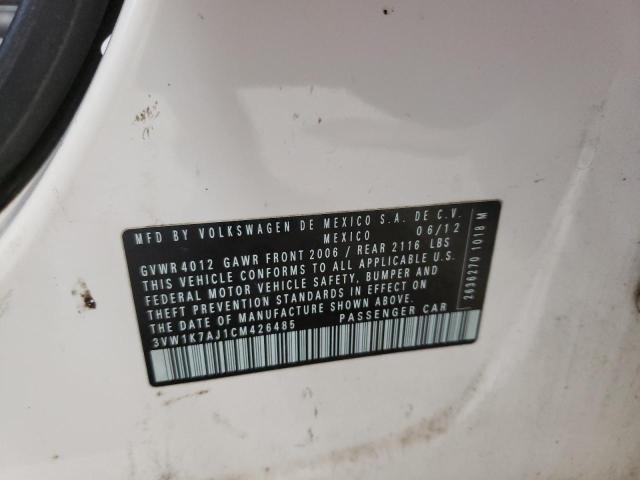 MFD BY VOLKSWAGEN DE MEXICO S.A. DE C.V.
MEXICO 06/12
GVWR 4012 GAWR FRONT 2006 / REAR 2116 LBS
THIS VEHICLE CONFORMS TO ALL APPLICABLE U.S.
FEDERAL MOTOR VEHICLE SAFETY, BUMPER AND
THEFT PREVENTION STANDARDS IN EFFECT ON
THE DATE OF MANUFACTURE SHOWN ABOVE.
3VW1K7AJ1CM426485 PASSENGER CAR
2636270 1018 M